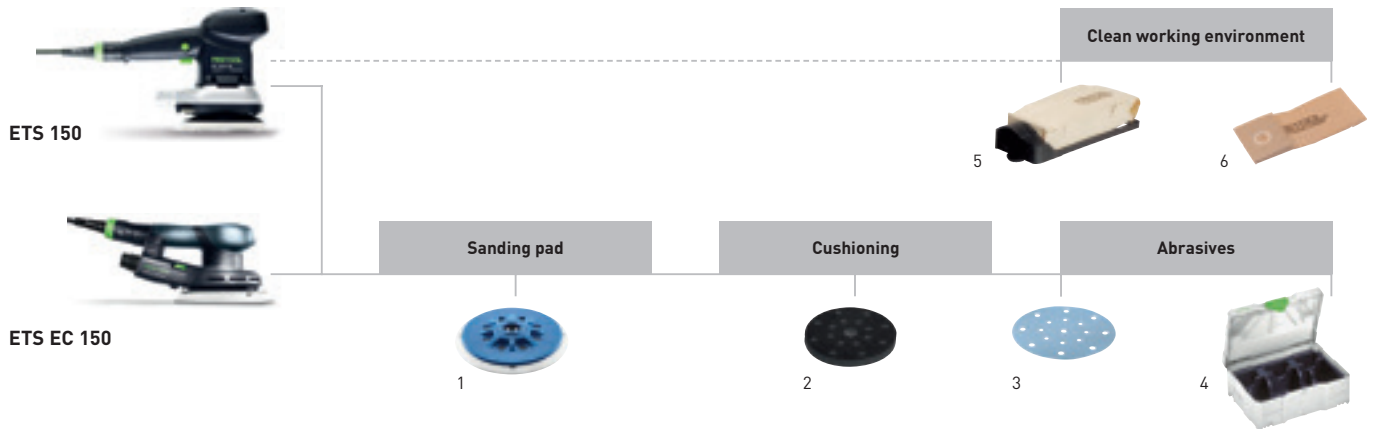 Clean working environment
ETS 150
5
6
Sanding pad
Cushioning
Abrasives
ETS EC 150
1
2
3
4